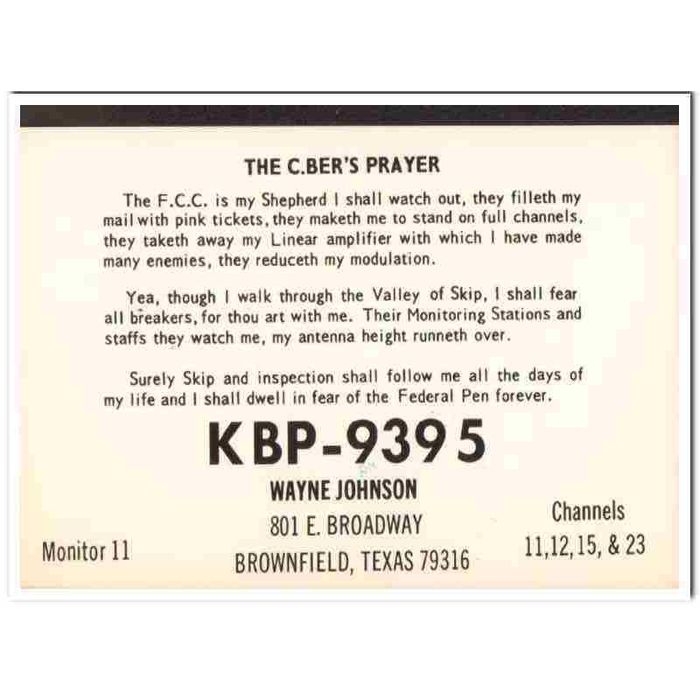 THE C.BER'S PRAYER
The F.C.C. is my Shepherd I shall watch out, they filleth my
mail with pink tickets, they maketh me to stand on full channels,
they taketh away my Linear amplifier with which I have made
many enemies, they reduceth my modulation.
Yea, though I walk through the Valley of Skip, I shall fear
all breakers, for thou art with me. Their Monitoring Stations and
staffs they watch me, my antenna height runneth over.
Surely Skip and inspection shall follow me all the days of
my life and I shall dwell in fear of the Federal Pen forever.
KBP-9395
WAYNE JOHNSON
801 E. BROADWAY
BROWNFIELD, TEXAS 79316
Monitor 11
Channels
11,12,15, & 23